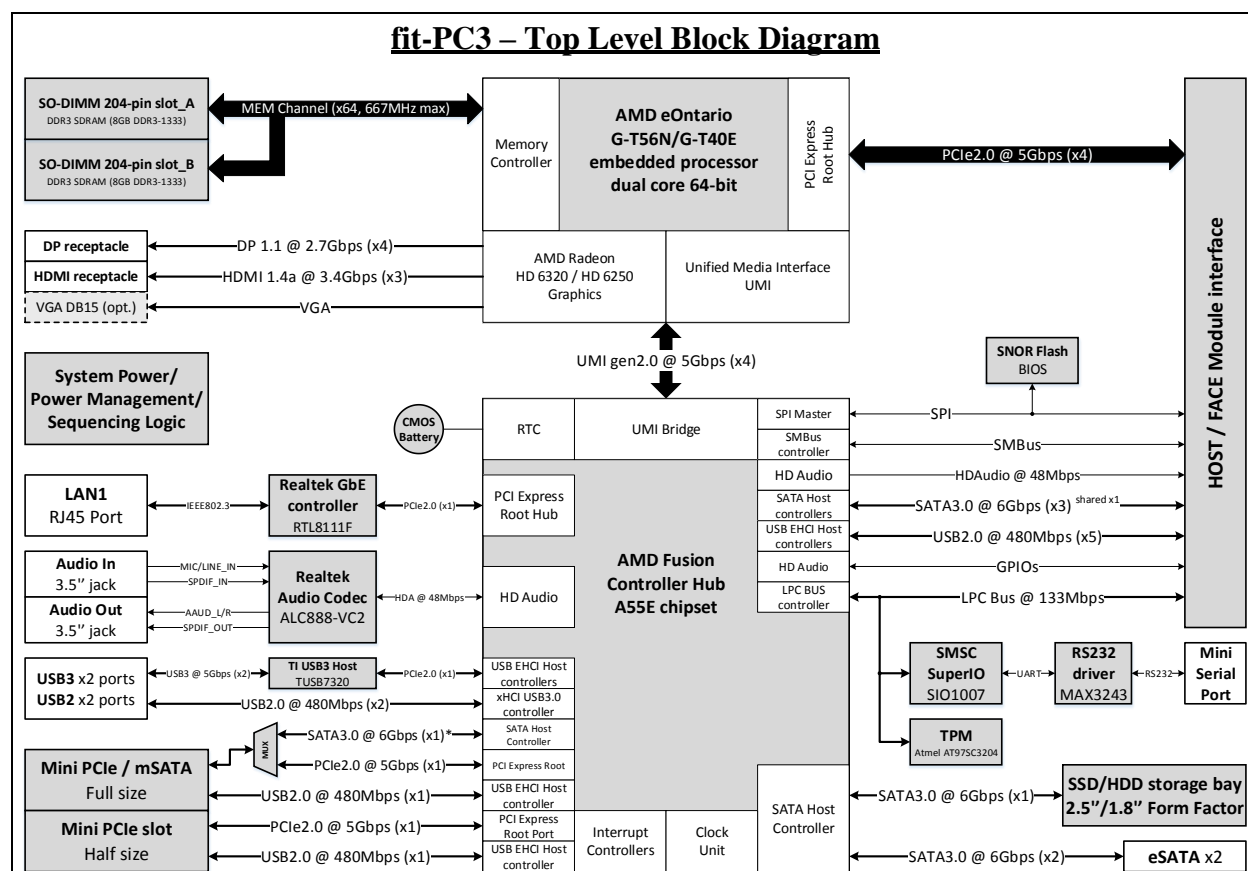 fit-PC3 – Top Level Block Diagram
SO-DIMM 204-pin slot_A
DDR3 SDRAM (8GB DDR3-1333)
SO-DIMM 204-pin slot_B
DDR3 SDRAM (8GB DDR3-1333)
MEM Channel (x64, 667MHz max)
Memory
Controller
AMD eOntario
G-T56N/G-T40E
embedded processor
dual core 64-bit
PCI Express
Root Hub
PCIe2.0 @ 5Gbps (x4)
HOST / FACE Module interface
DP receptacle
DP 1.1 @ 2.7Gbps (x4)
HDMI receptacle
HDMI 1.4a @ 3.4Gbps (x3)
VGA DB15 (opt.)
VGA
AMD Radeon
HD 6320 / HD 6250
Graphics
Unified Media Interface
UMI
UMI gen2.0 @ 5Gbps (x4)
System Power/
Power Management/
Sequencing Logic
SNOR Flash
BIOS
CMOS
Battery
RTC
UMI Bridge
SPI Master
SPI
SMBus
controller
SMBus
HD Audio
HDAudio @ 48Mbps
SATA Host
controllers
SATA3.0 @ 6Gbps (x3) shared x1
USB EHCI Host
controllers
USB2.0 @ 480Mbps (x5)
HD Audio
GPIOs
LPC BUS
controller
LPC Bus @ 133Mbps
LAN1
RJ45 Port
IEEE802.3
Realtek GbE
controller
RTL8111F
PCIe2.0 (x1)
PCI Express
Root Hub
AMD Fusion
Controller Hub
A55E chipset
Audio In
3.5'' jack
Audio Out
3.5'' jack
MIC/LINE_IN
SPDIF_IN
AAUD_L/R
SPDIF_OUT
Realtek
Audio Codec
ALC888-VC2
HDA @ 48Mbps
HD Audio
USB3 x2 ports
USB2 x2 ports
USB3 @ 5Gbps (x2)
TI USB3 Host
TUSB7320
PCIe2.0 (x1)
USB EHCI Host
controllers
USB2.0 @ 480Mbps (x2)
xHCI USB3.0
controller
SMSC
SuperIO
SIO1007
UART
RS232
driver
MAX3243
RS232
Mini
Serial
Port
TPM
Atmel AT97SC3204
MUX
SATA3.0 @ 6Gbps (x1)*
SATA Host
Controller
PCIe2.0 @ 5Gbps (x1)
PCI Express Root
Mini PCIe / mSATA
Full size
USB2.0 @ 480Mbps (x1)
USB EHCI Host
controller
Mini PCIe slot
Half size
PCIe2.0 @ 5Gbps (x1)
PCI Express
Root Port
USB2.0 @ 480Mbps (x1)
USB EHCI Host
controller
Interrupt
Controllers
Clock
Unit
SATA Host
Controller
SATA3.0 @ 6Gbps (x1)
SSD/HDD storage bay
2.5''/1.8'' Form Factor
SATA3.0 @ 6Gbps (x2)
eSATA x2